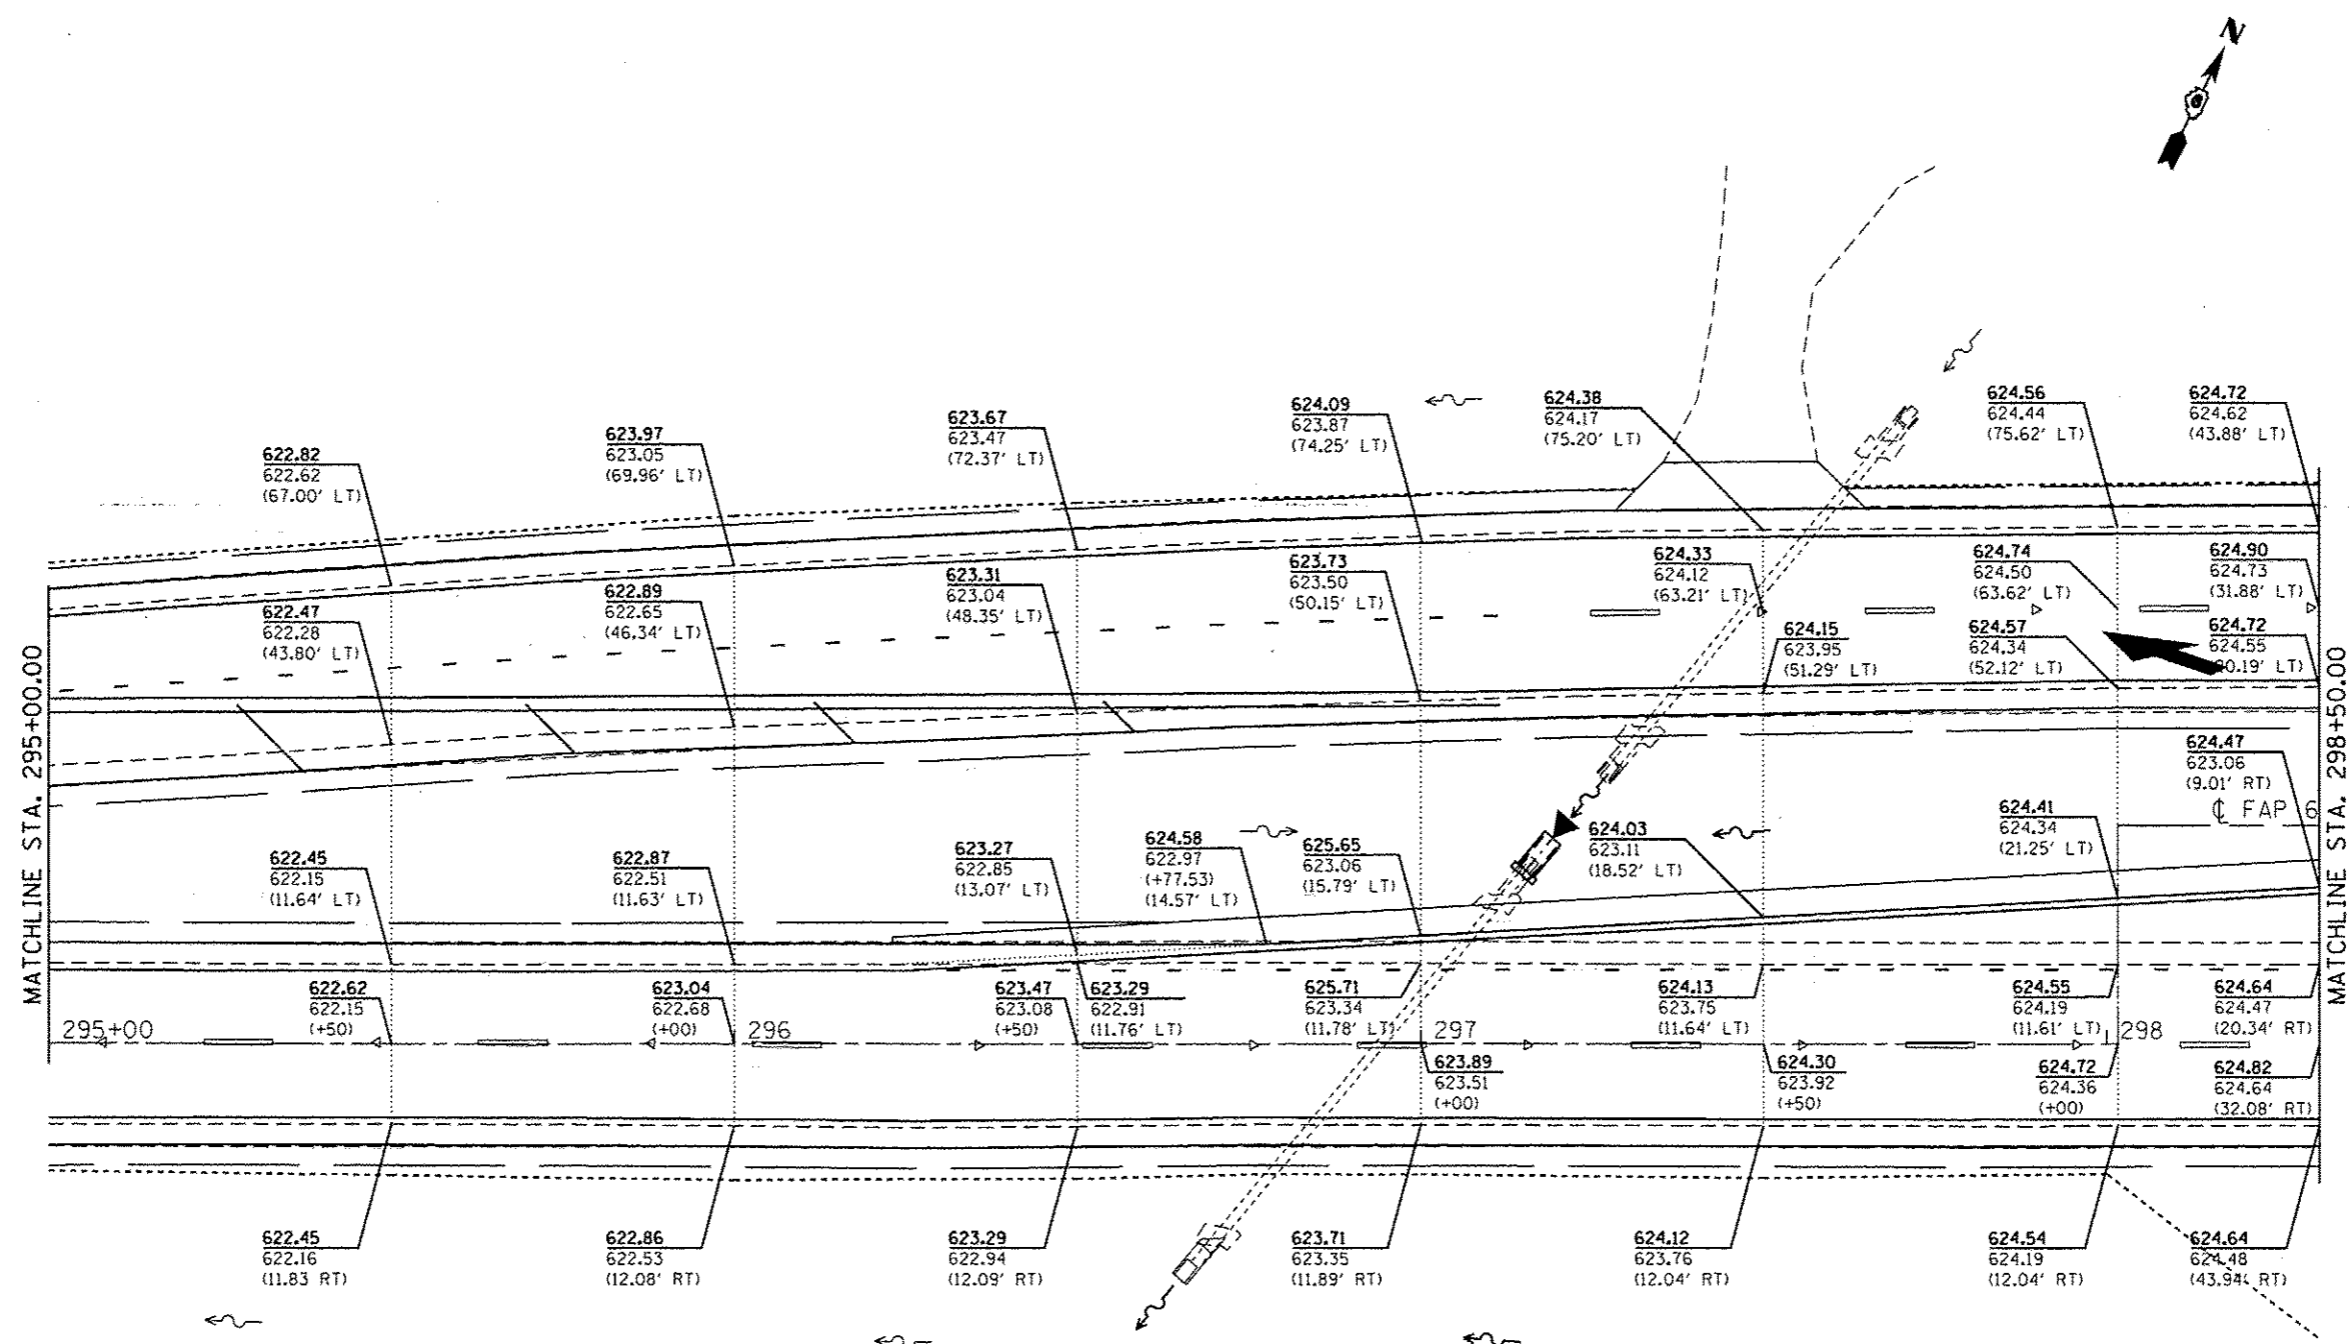 N
622.82
622.62
(67.00' LT)
623.97
623.05
(69.96' LT)
623.67
623.47
(72.37' LT)
624.09
623.87
(74.25' LT)
624.38
624.17
(75.20' LT)
624.56
624.44
(75.62' LT)
624.72
624.62
(43.88' LT)
622.47
622.28
(43.80' LT)
622.89
622.65
(46.34' LT)
623.31
623.04
(48.35' LT)
623.73
623.50
(50.15' LT)
624.33
624.12
(63.21' LT)
624.74
624.50
(63.62' LT)
624.90
624.73
(31.88' LT)
624.15
623.95
(51.29' LT)
624.57
624.34
(52.12' LT)
624.72
624.55
LT)
MATCHLINE STA. 295+00.00
MATCHLINE STA. 298+50.00
624.47
623.06
(9.01' RT)
℄ FAP 6
622.45
622.15
(11.64' LT)
622.87
622.51
(11.63' LT)
623.27
622.85
(13.07' LT)
624.58
622.97
(+77.53)
(14.57' LT)
625.65
623.06
(15.79' LT)
624.03
623.11
(18.52' LT)
624.41
624.34
(21.25' LT)
622.62
622.15
(+50)
623.04
622.68
(+00)
623.47
623.08
(+50)
623.29
622.91
(11.76' LT)
625.71
623.34
(11.78' LT)
624.13
623.75
(11.64' LT)
624.55
624.19
(11.61' LT)
624.64
624.47
(20.34' RT)
295+00
296
297
298
623.89
623.51
(+00)
624.30
623.92
(+50)
624.72
624.36
(+00)
624.82
624.64
(32.08' RT)
622.45
622.16
(11.83 RT)
622.86
622.53
(12.08' RT)
623.29
622.94
(12.09' RT)
623.71
623.35
(11.89' RT)
624.12
623.76
(12.04' RT)
624.54
624.19
(12.04' RT)
624.64
624.48
(43.94' RT)